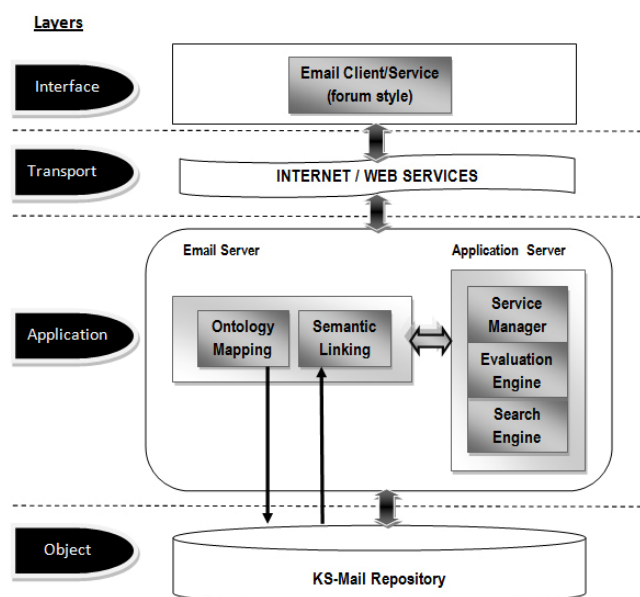 Layers
Interface
Email Client/Service
(forum style)
Transport
INTERNET / WEB SERVICES
Application
Email Server
Application Server
Ontology
Mapping
Semantic
Linking
Service
Manager
Evaluation
Engine
Search
Engine
Object
KS-Mail Repository